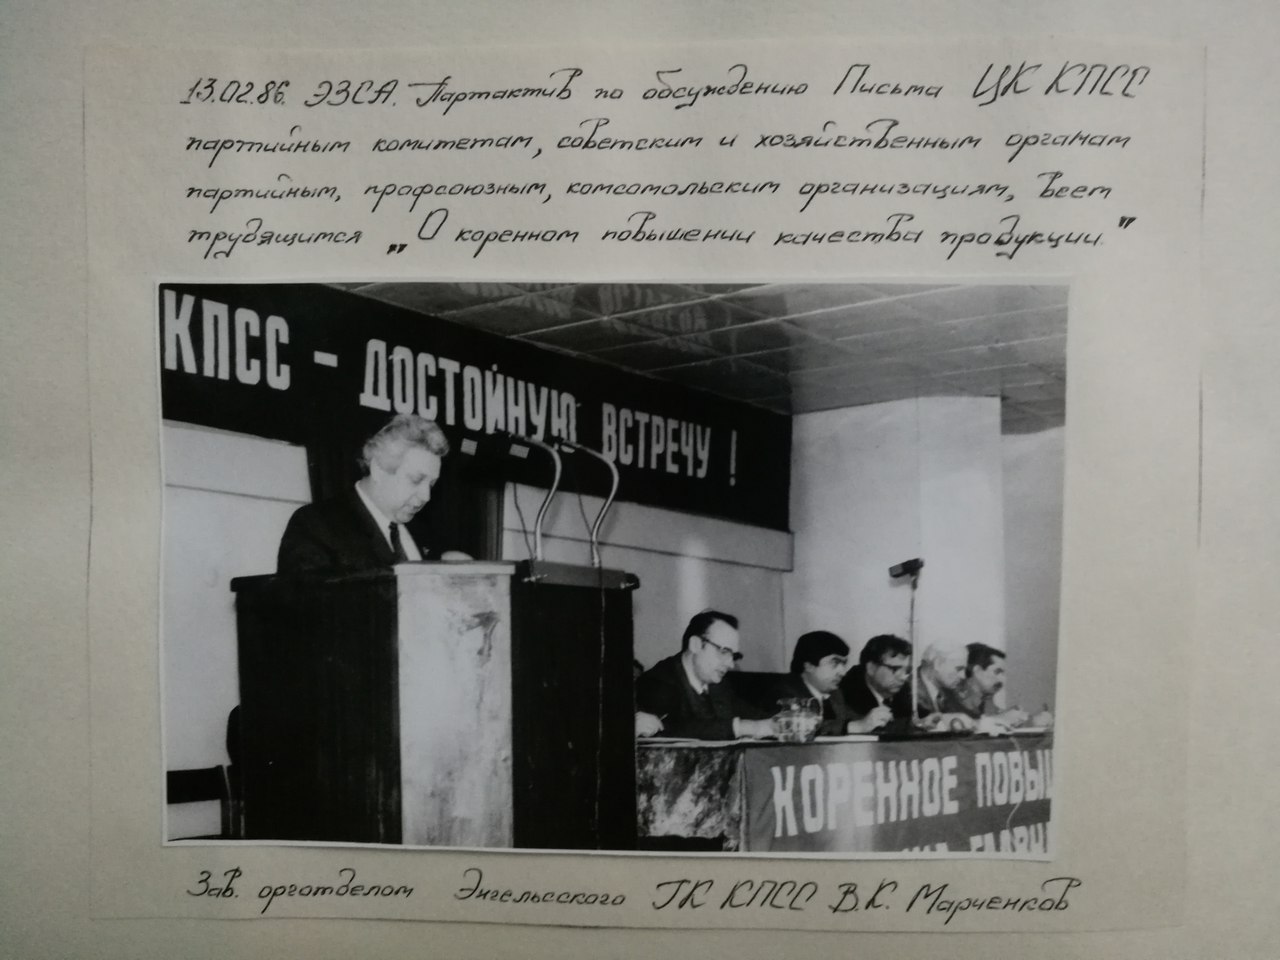 13.02.86. ЭЗСА. Партактив по обсуждению Письма ЦК КПСС
партийным комитетам, советским и хозяйственным органам
партийным, профсоюзным, комсомольским организациям, всем
трудящимся „О коренном повышении качества продукции."
КПСС – ДОСТОЙНУЮ ВСТРЕЧУ !
КОРЕННОЕ ПОВЫШ
Зав. орготделом Энгельсского ГК КПСС В.К. Марченков